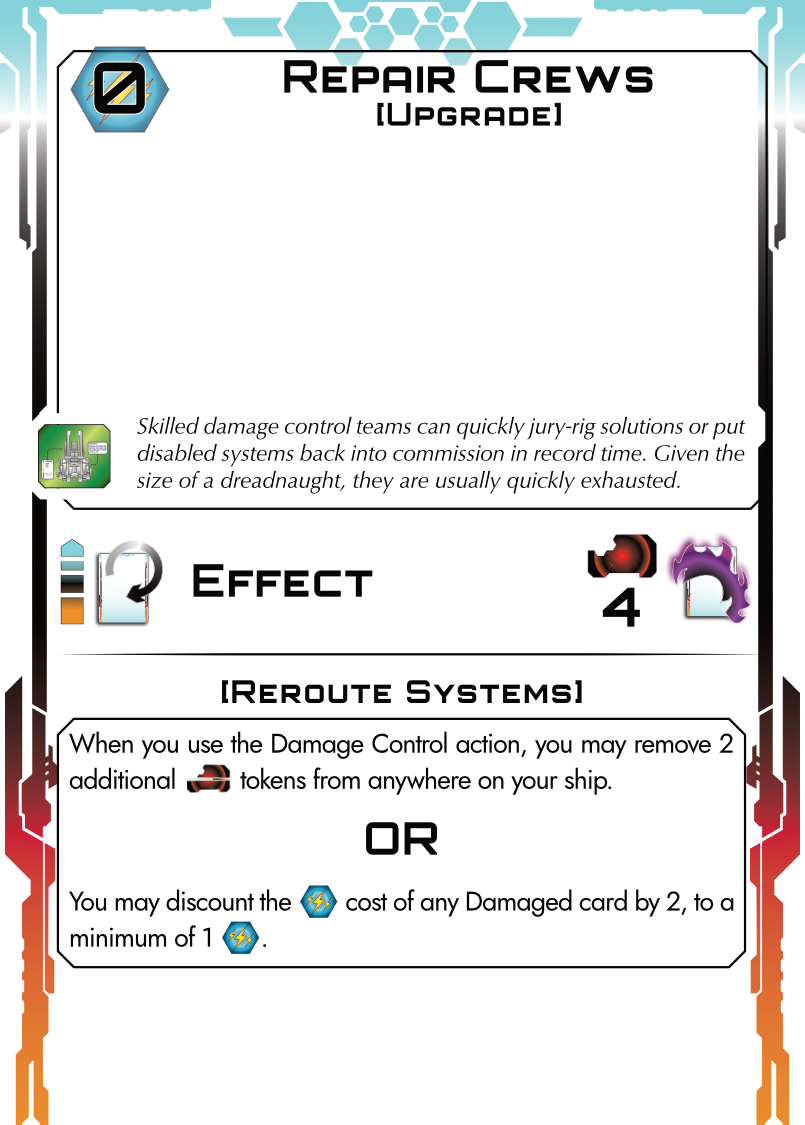 0
Repair Crews
[Upgrade]
Skilled damage control teams can quickly jury-rig solutions or put
disabled systems back into commission in record time. Given the
size of a dreadnaught, they are usually quickly exhausted.
Effect
4
[Reroute Systems]
When you use the Damage Control action, you may remove 2
additional tokens from anywhere on your ship.
OR
You may discount the cost of any Damaged card by 2, to a
minimum of 1 .